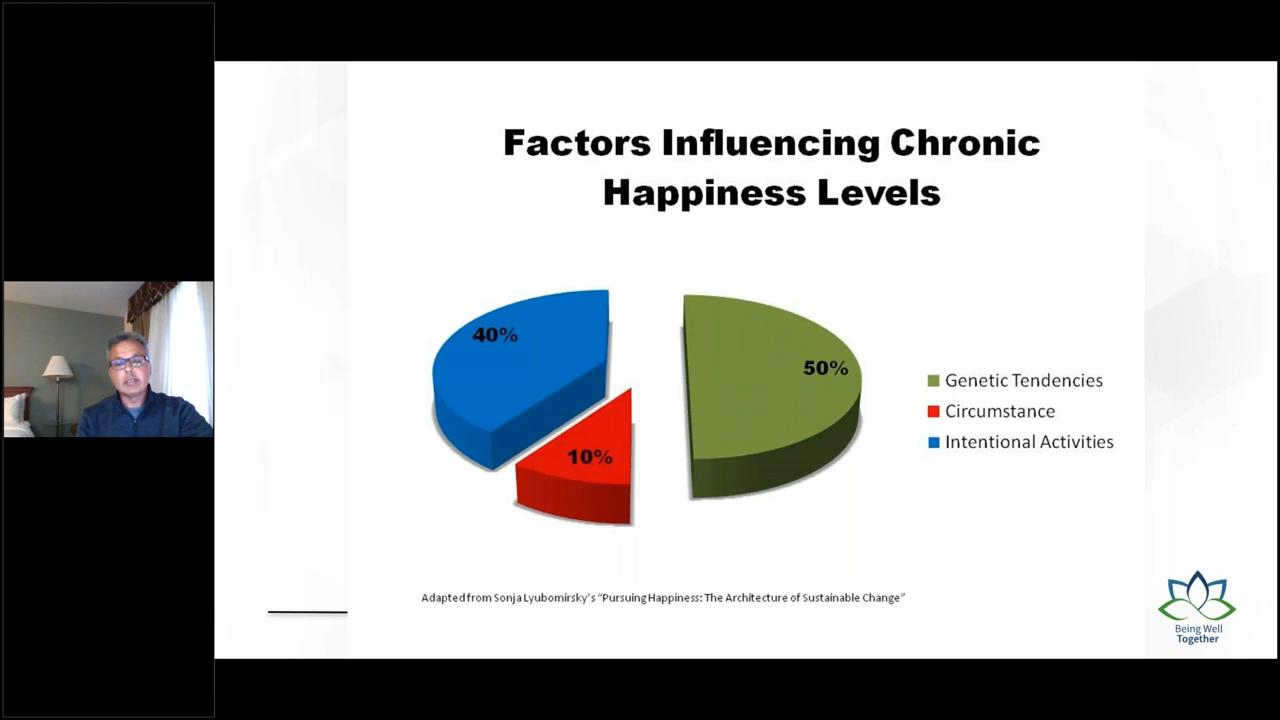 Factors Influencing Chronic
Happiness Levels
40%
50%
10%
Genetic Tendencies
Circumstance
Intentional Activities
Adapted from Sonja Lyubomirsky's “Pursuing Happiness: The Architecture of Sustainable Change”
Being Well
Together